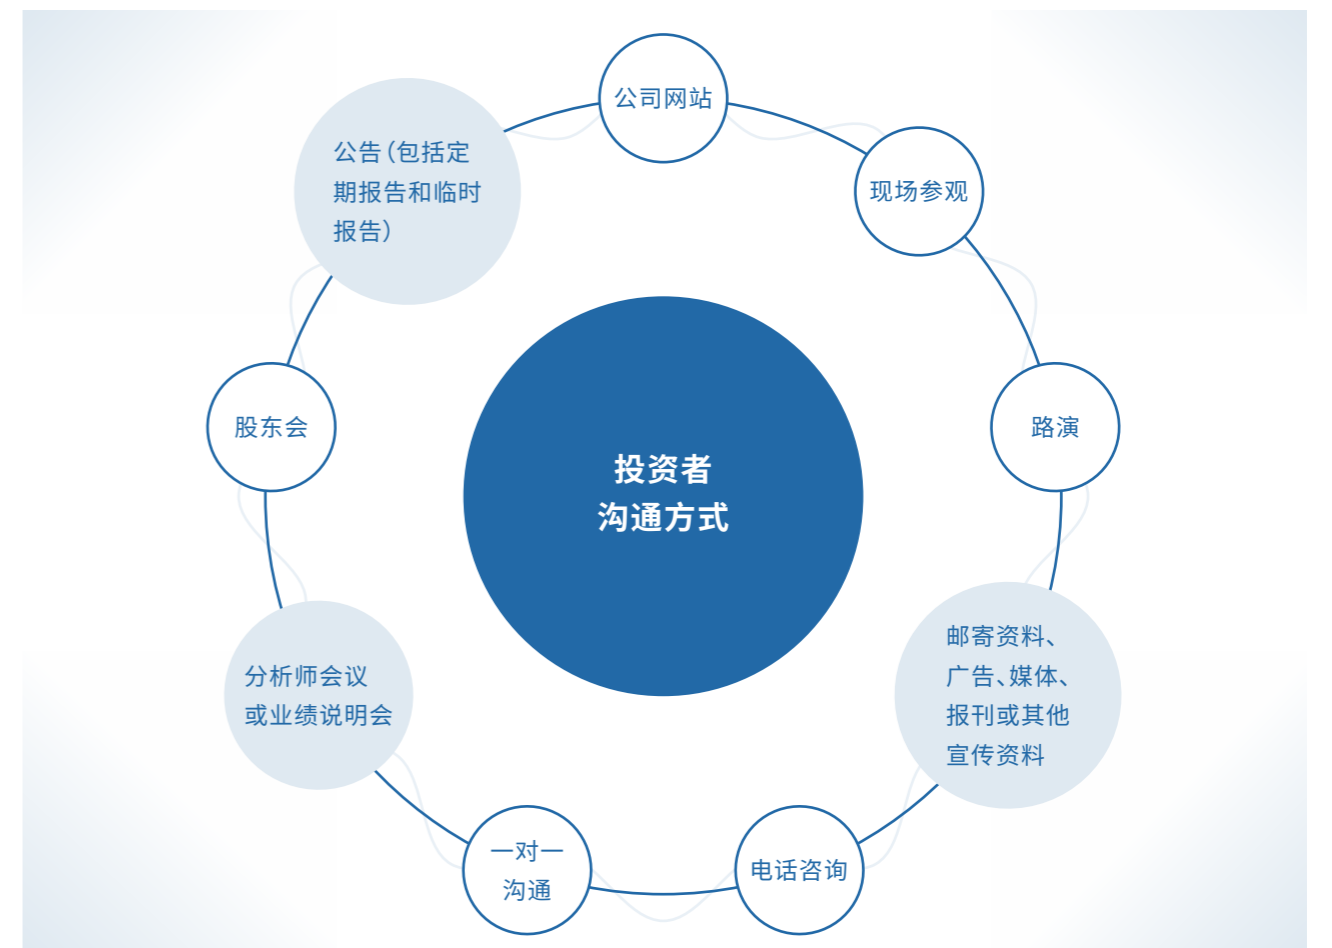 公司网站
公告（包括定
期报告和临时
报告）
现场参观
股东会
路演
投资者
沟通方式
分析师会议
或业绩说明会
邮寄资料、
广告、媒体、
报刊或其他
宣传资料
一对一
沟通
电话咨询